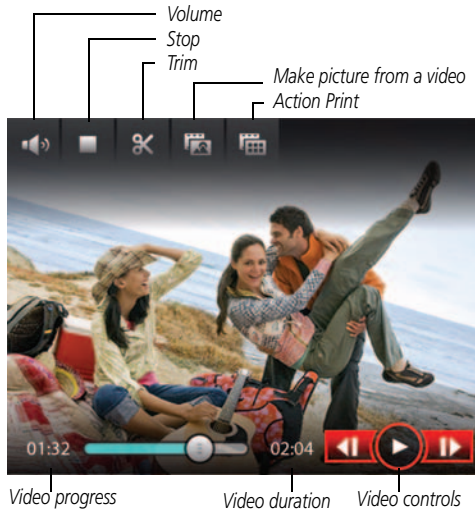 Volume
Stop
Trim
Make picture from a video
Action Print
01:32
02:04
Video progress
Video duration
Video controls